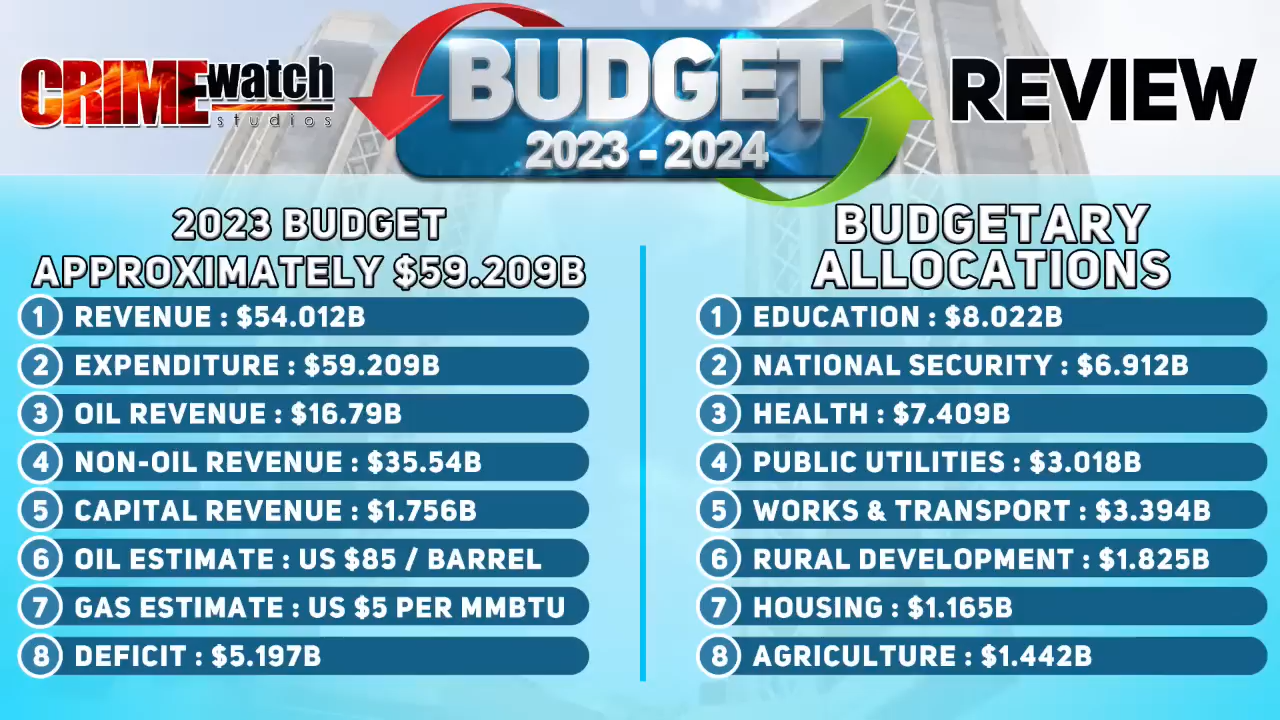 CRIMEwatch
studios
BUDGET
2023 - 2024
REVIEW
2023 BUDGET
APPROXIMATELY $59.209B
1 REVENUE : $54.012B
2 EXPENDITURE : $59.209B
3 OIL REVENUE : $16.79B
4 NON-OIL REVENUE : $35.54B
5 CAPITAL REVENUE : $1.756B
6 OIL ESTIMATE : US $85 / BARREL
7 GAS ESTIMATE : US $5 PER MMBTU
8 DEFICIT : $5.197B
BUDGETARY
ALLOCATIONS
1 EDUCATION : $8.022B
2 NATIONAL SECURITY : $6.912B
3 HEALTH : $7.409B
4 PUBLIC UTILITIES : $3.018B
5 WORKS & TRANSPORT : $3.394B
6 RURAL DEVELOPMENT : $1.825B
7 HOUSING : $1.165B
8 AGRICULTURE : $1.442B